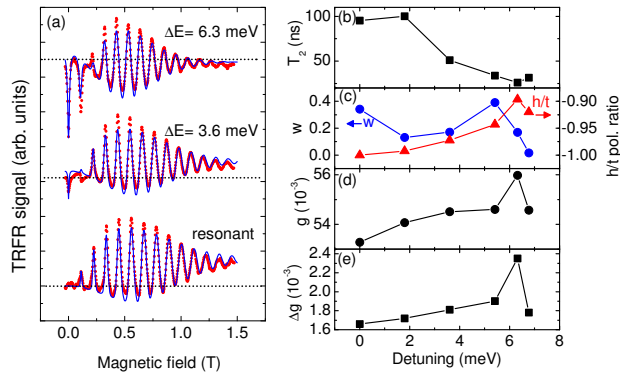 (a)
ΔE= 6.3 meV
ΔE= 3.6 meV
resonant
TRFR signal (arb. units)
0.0 0.5 1.0 1.5
Magnetic field (T)
(b)
100
50
T2 (ns)
(c)
0.4
0.2
0.0
w
w
h/t
-0.90
-0.95
-1.00
h/t pol. ratio
(d)
56
54
g (10-3)
(e)
2.4
2.2
2.0
1.8
1.6
Δg (10-3)
0 2 4 6 8
Detuning (meV)